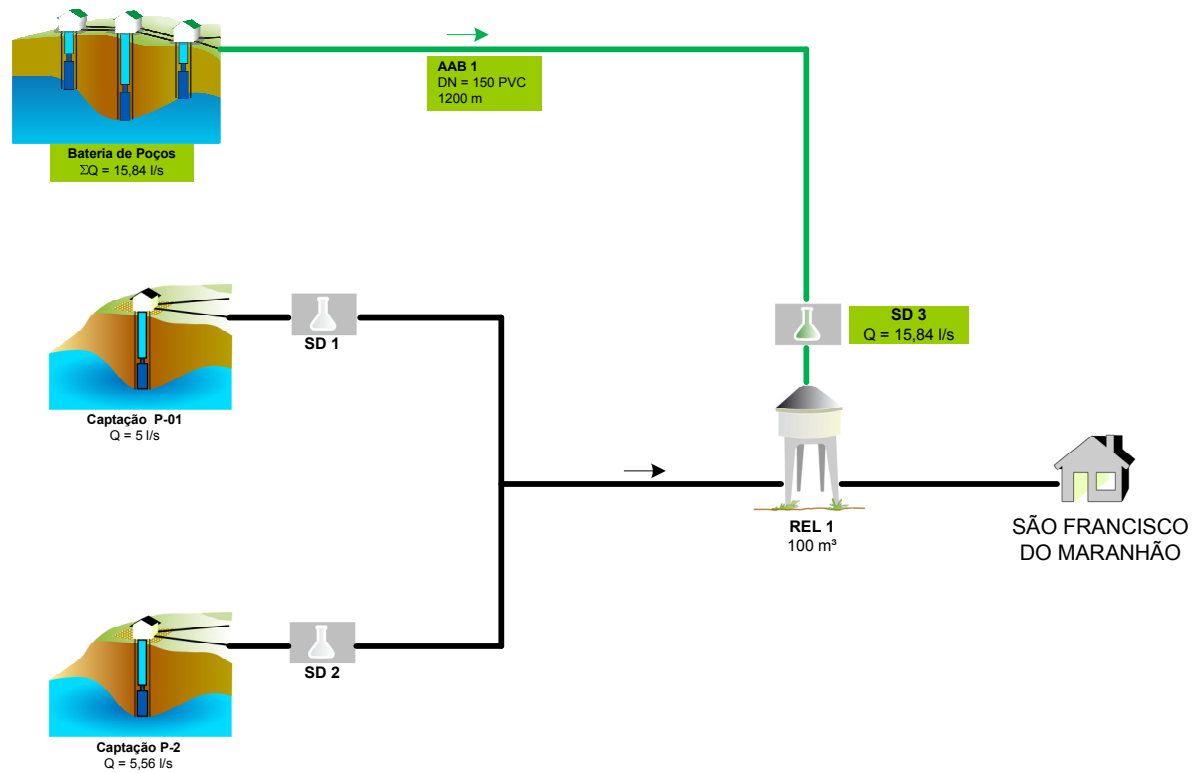 AAB 1
DN = 150 PVC
1200 m
Bateria de Poços
ΣQ = 15,84 l/s
SD 3
Q = 15,84 l/s
SD 1
Captação P-01
Q = 5 l/s
REL 1
100 m³
SÃO FRANCISCO
DO MARANHÃO
SD 2
Captação P-2
Q = 5,56 l/s